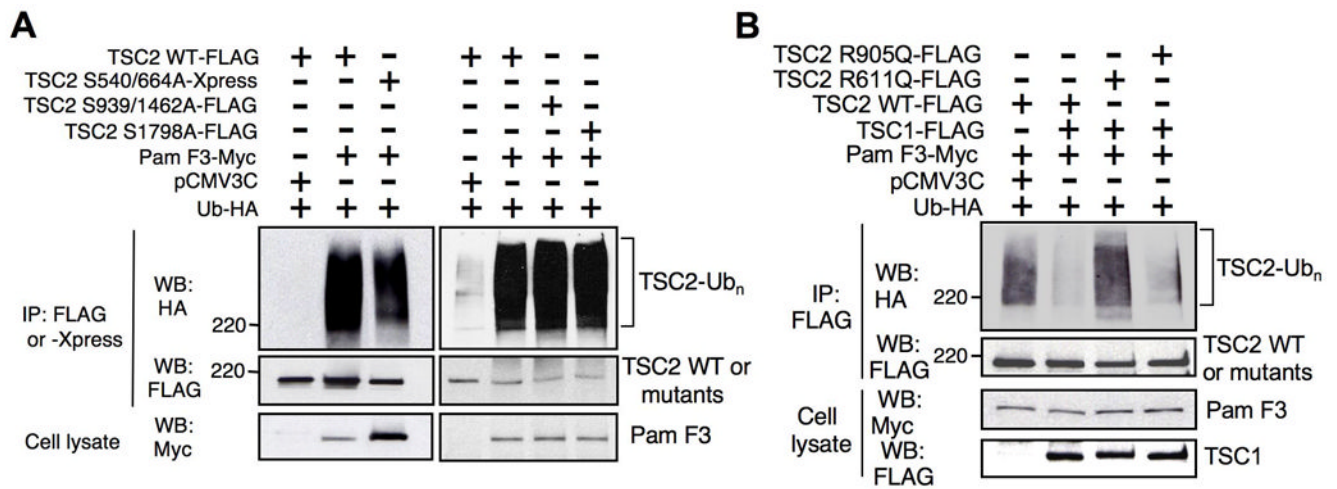 A
TSC2 WT-FLAG + + - + + - -
TSC2 S540/664A-Xpress - - + - - - -
TSC2 S939/1462A-FLAG - - - - - + -
TSC2 S1798A-FLAG - - - - - - +
Pam F3-Myc - + + - + + +
pCMV3C + - - + - - -
Ub-HA + + + + + + +
IP: FLAG
or -Xpress
WB:
HA
220
TSC2-Ubn
WB:
FLAG
220
TSC2 WT or
mutants
Cell lysate
WB:
Myc
Pam F3
B
TSC2 R905Q-FLAG - - - +
TSC2 R611Q-FLAG - - + -
TSC2 WT-FLAG + + - -
TSC1-FLAG - + + +
Pam F3-Myc + + + +
pCMV3C + - - -
Ub-HA + + + +
IP:
FLAG
WB:
HA
220
TSC2-Ubn
WB:
FLAG
220
TSC2 WT
or mutants
Cell
lysate
WB:
Myc
Pam F3
WB:
FLAG
TSC1